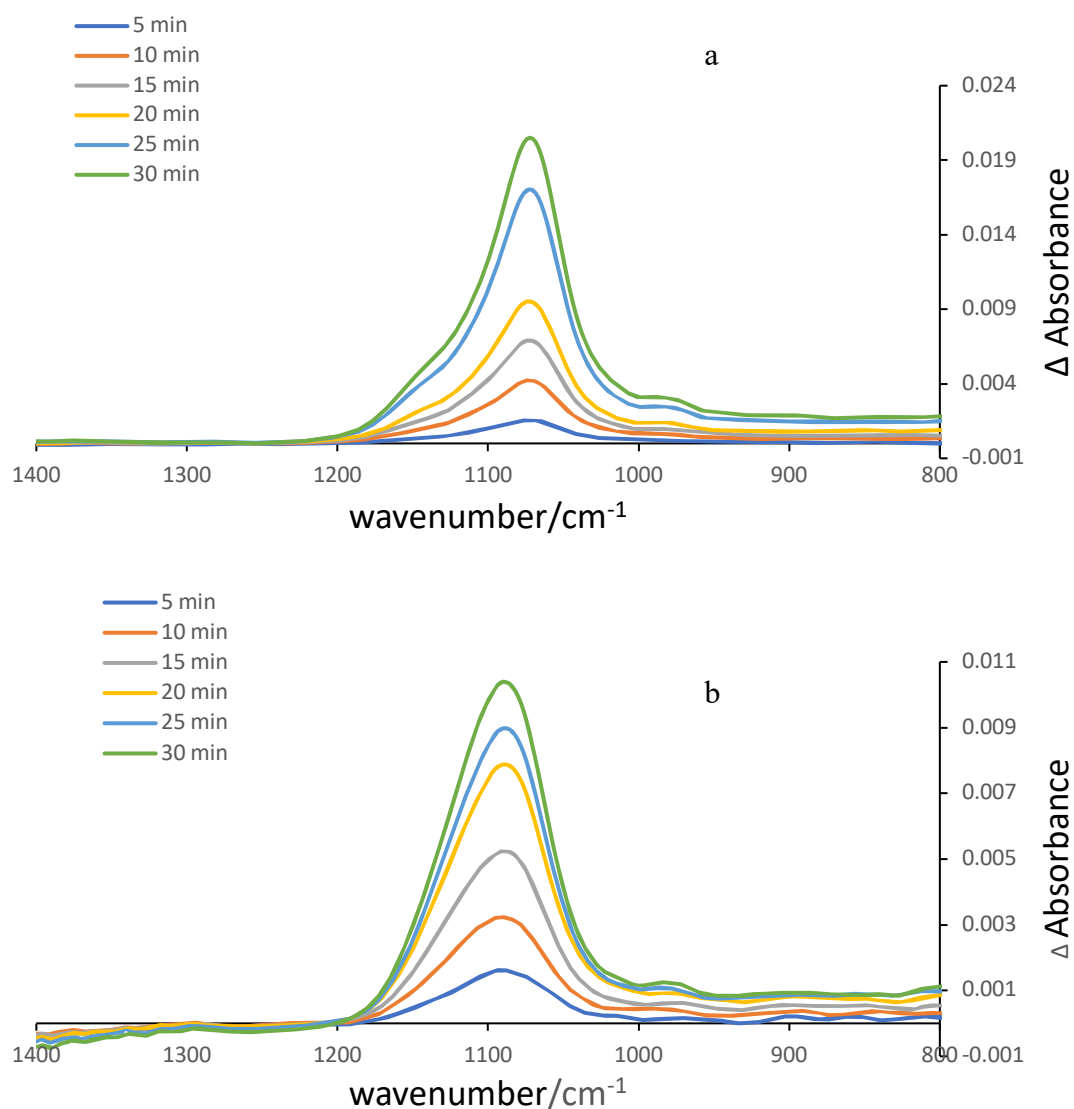 5 min
10 min
15 min
20 min
25 min
30 min
a
0.024
0.019
0.014
0.009
0.004
-0.001
Δ Absorbance
1400 1300 1200 1100 1000 900 800
wavenumber/cm-1
5 min
10 min
15 min
20 min
25 min
30 min
b
0.011
0.009
0.007
0.005
0.003
0.001
-0.001
Δ Absorbance
1400 1300 1200 1100 1000 900 800
wavenumber/cm-1